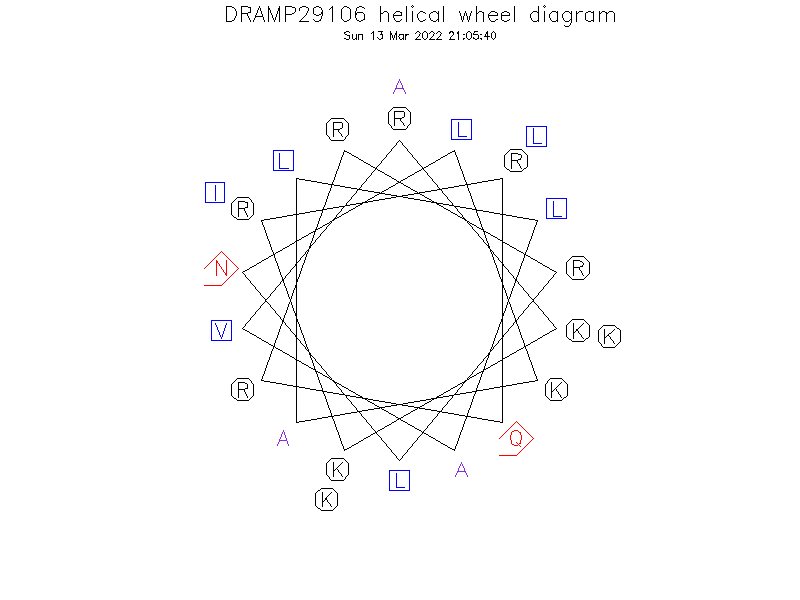 DRAMP29106 helical wheel diagram
Sun 13 Mar 2022 21:05:40
A
R R L L
L R
I R L
N R
V K K
R K
A Q
K L A
K